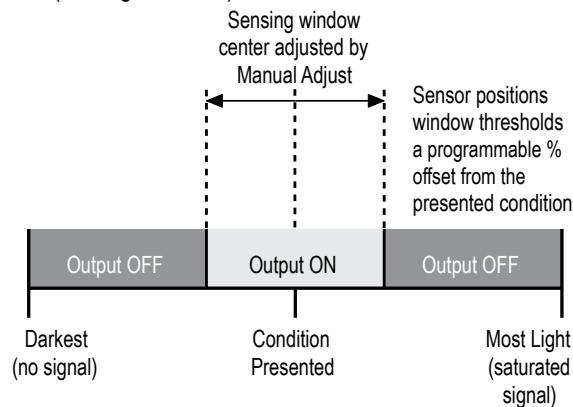 Sensing window
center adjusted by
Manual Adjust
Sensor positions
window thresholds
a programmable %
offset from the
presented condition
Output OFF
Output ON
Output OFF
Darkest
(no signal)
Condition
Presented
Most Light
(saturated
signal)